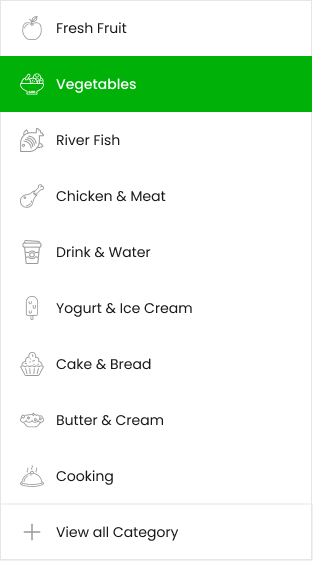 Fresh Fruit
Vegetables
River Fish
Chicken & Meat
Drink & Water
Yogurt & Ice Cream
Cake & Bread
Butter & Cream
Cooking
View all Category